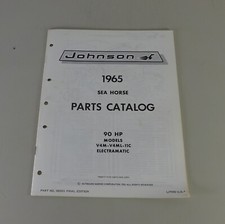 Johnson
1965
SEA HORSE
PARTS CATALOG
90 HP
MODELS
V4M-V4ML-11C
ELECTRAMATIC